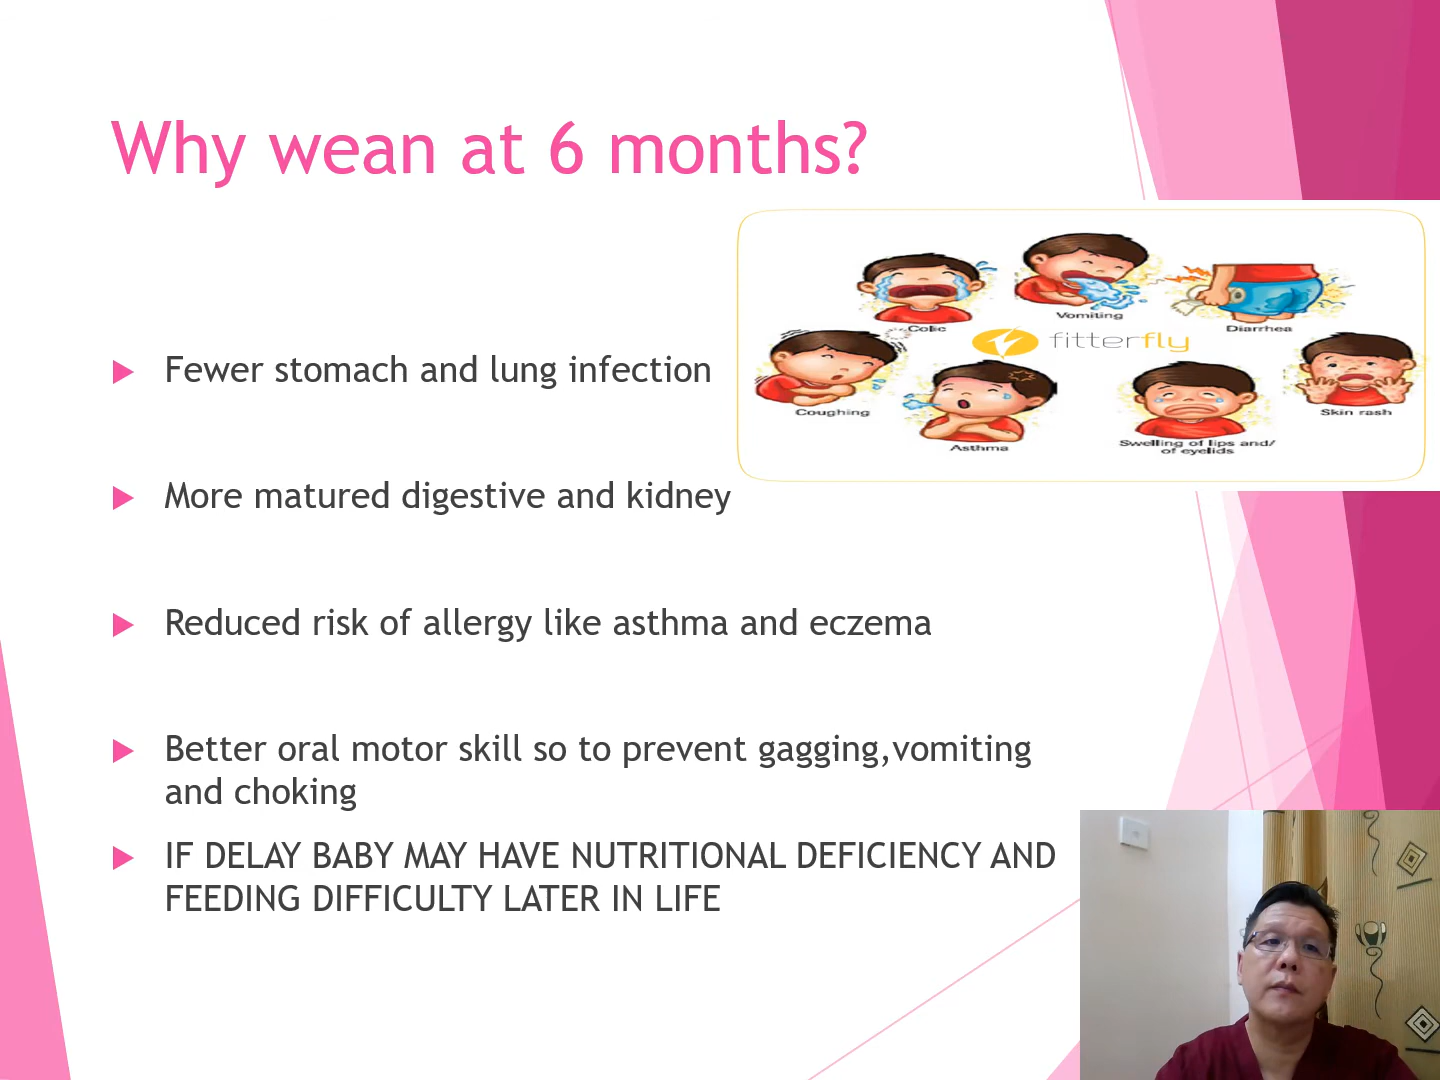 Why wean at 6 months?
Colic
Vomiting
Diarrhea
fitterfly
Coughing
Asthma
Swelling of lips and/
of eyelids
Skin rash
Fewer stomach and lung infection
More matured digestive and kidney
Reduced risk of allergy like asthma and eczema
Better oral motor skill so to prevent gagging,vomiting
and choking
IF DELAY BABY MAY HAVE NUTRITIONAL DEFICIENCY AND
FEEDING DIFFICULTY LATER IN LIFE